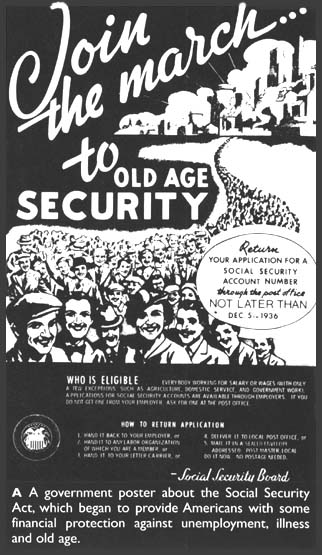 Join
the march...
to OLD AGE
SECURITY
Return
YOUR APPLICATION FOR A
SOCIAL SECURITY
ACCOUNT NUMBER
through the post office
NOT LATER THAN
DEC 5.-1936
WHO IS ELIGIBLE EVERYBODY WORKING FOR SALARY OR WAGES (WITH ONLY
A FEW EXCEPTIONS, SUCH AS AGRICULTURE, DOMESTIC SERVICE, AND GOVERNMENT WORK).
APPLICATIONS FOR SOCIAL SECURITY ACCOUNTS ARE AVAILABLE THROUGH EMPLOYERS. IF YOU
DO NOT GET ONE FROM YOUR EMPLOYER, ASK FOR ONE AT THE POST OFFICE.
HOW TO RETURN APPLICATION
1. HAND IT BACK TO YOUR EMPLOYER, or
2. HAND IT TO ANY LABOR ORGANIZATION
OF WHICH YOU ARE A MEMBER, or
3. HAND IT TO YOUR LETTER CARRIER, or
4. DELIVER IT TO LOCAL POST OFFICE, or
5. MAIL IT IN A SEALED ENVELOPE
ADDRESSED: POST MASTER, LOCAL
DO IT NOW. NO POSTAGE NEEDED.
-Social Security Board
A A government poster about the Social Security
Act, which began to provide Americans with some
financial protection against unemployment, illness
and old age.